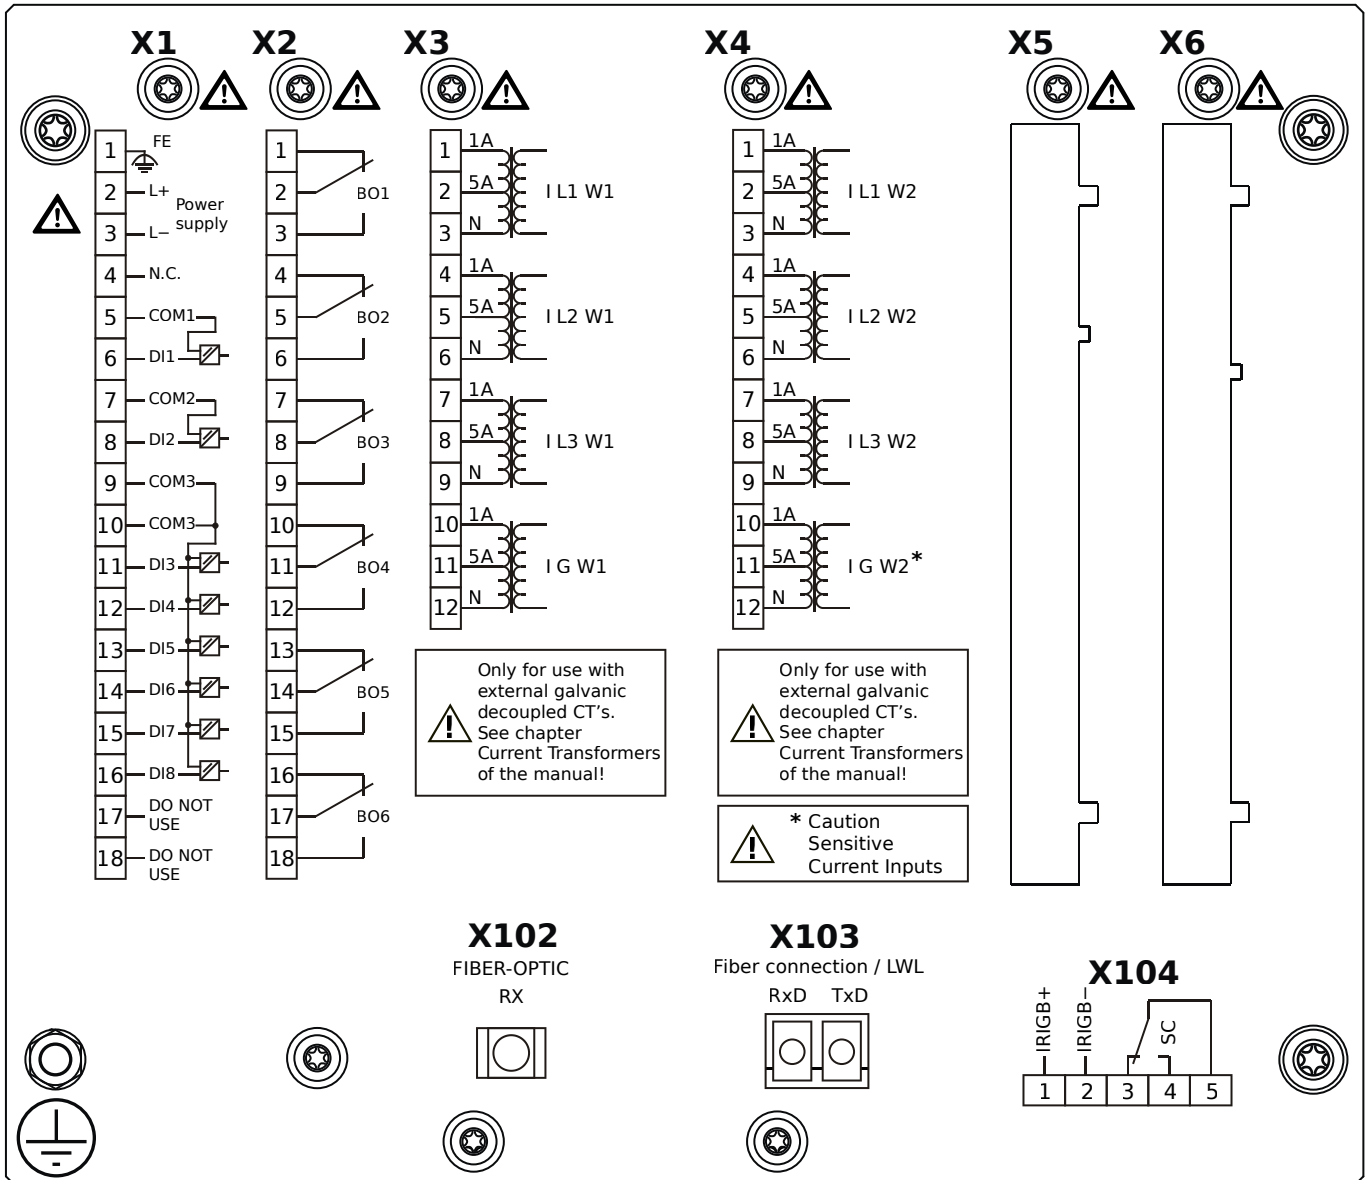 X1 X2 X3 X4 X5 X6
1 FE
2 L+
Power
supply
3 L−
4 N.C.
5 COM1
6 DI1
7 COM2
8 DI2
9 COM3
10 COM3
11 DI3
12 DI4
13 DI5
14 DI6
15 DI7
16 DI8
17 DO NOT
USE
18 DO NOT
USE
1
2 BO1
3
4
5 BO2
6
7
8 BO3
9
10
11 BO4
12
13
14 BO5
15
16
17 BO6
18
1 1A
2 5A I L1 W1
3 N
4 1A
5 5A I L2 W1
6 N
7 1A
8 5A I L3 W1
9 N
10 1A
11 5A I G W1
12 N
Only for use with
external galvanic
decoupled CT's.
See chapter
Current Transformers
of the manual!
1 1A
2 5A I L1 W2
3 N
4 1A
5 5A I L2 W2
6 N
7 1A
8 5A I L3 W2
9 N
10 1A
11 5A I G W2*
12 N
Only for use with
external galvanic
decoupled CT's.
See chapter
Current Transformers
of the manual!
* Caution
Sensitive
Current Inputs
X102
FIBER-OPTIC
RX
X103
Fiber connection / LWL
RxD TxD
X104
IRIGB+ IRIGB− SC
1 2 3 4 5